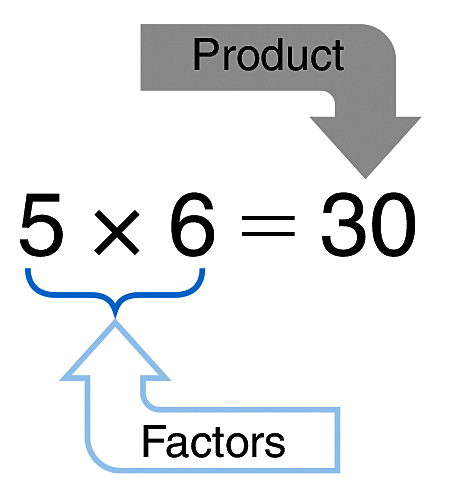 Product
5 × 6 = 30
Factors